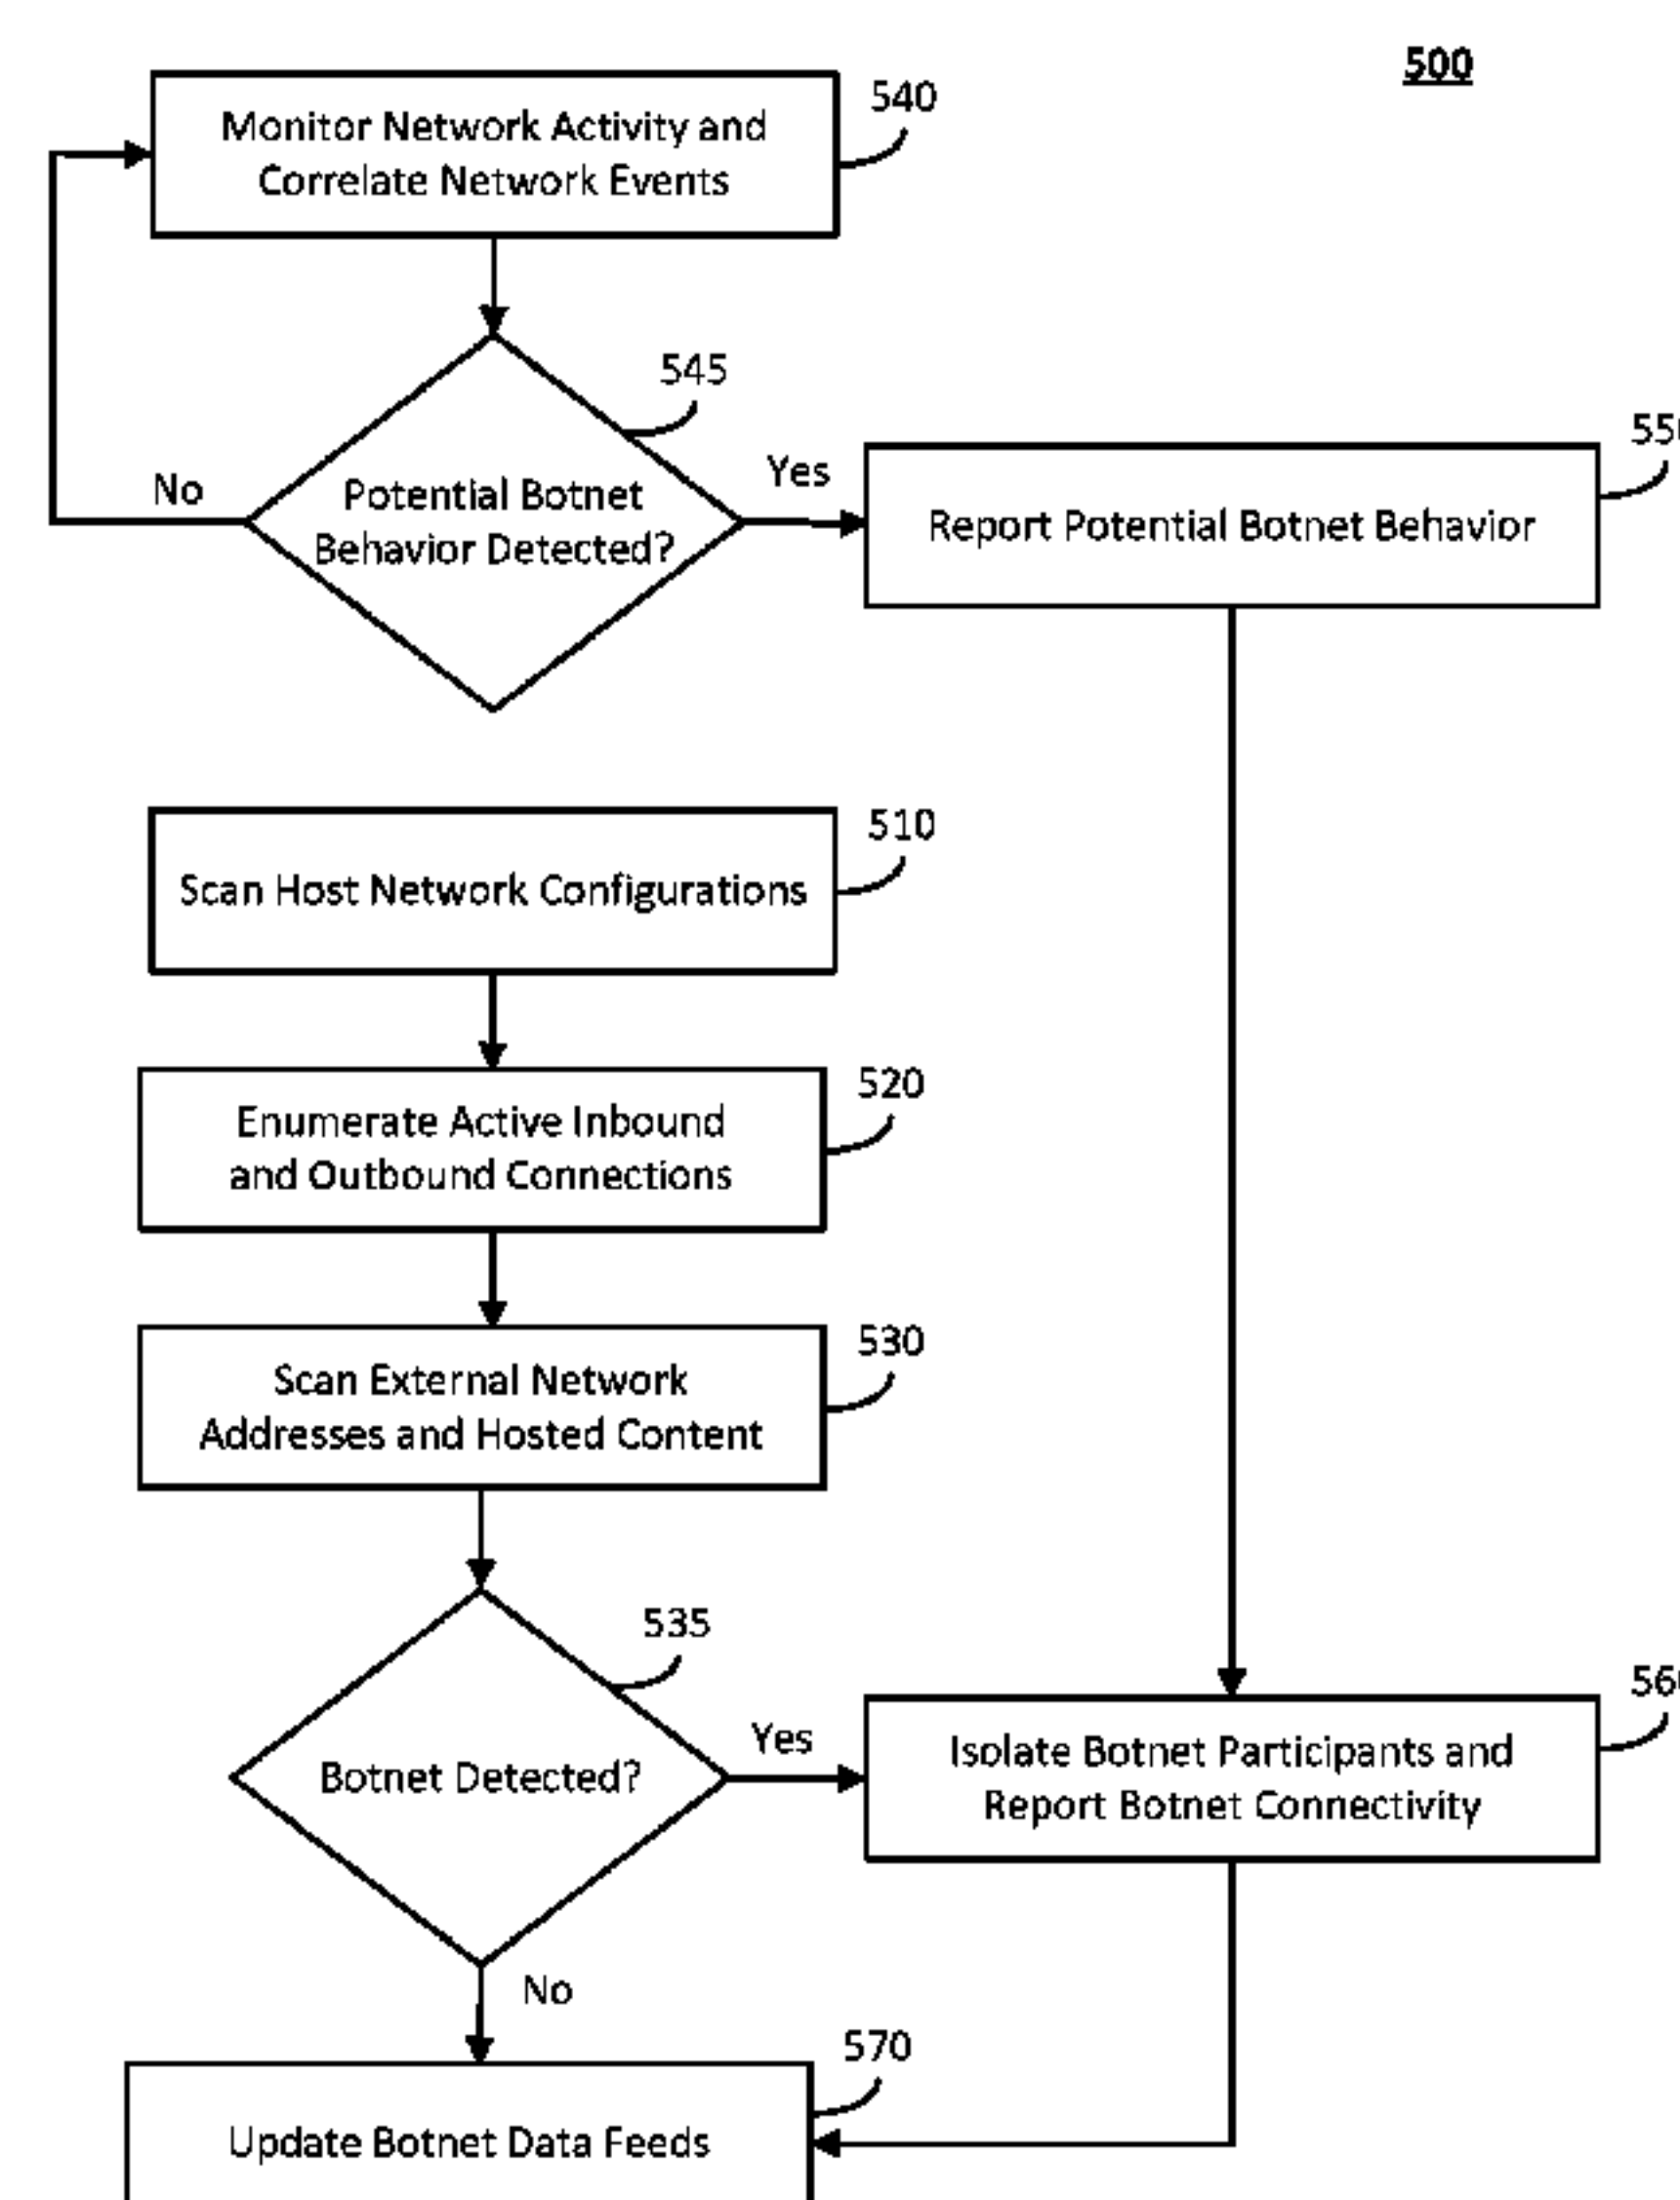 500
540
Monitor Network Activity and
Correlate Network Events
545
Potential Botnet
Behavior Detected?
No
Yes
Report Potential Botnet Behavior
510
Scan Host Network Configurations
520
Enumerate Active Inbound
and Outbound Connections
530
Scan External Network
Addresses and Hosted Content
535
Botnet Detected?
Yes
Isolate Botnet Participants and
Report Botnet Connectivity
No
570
Update Botnet Data Feeds